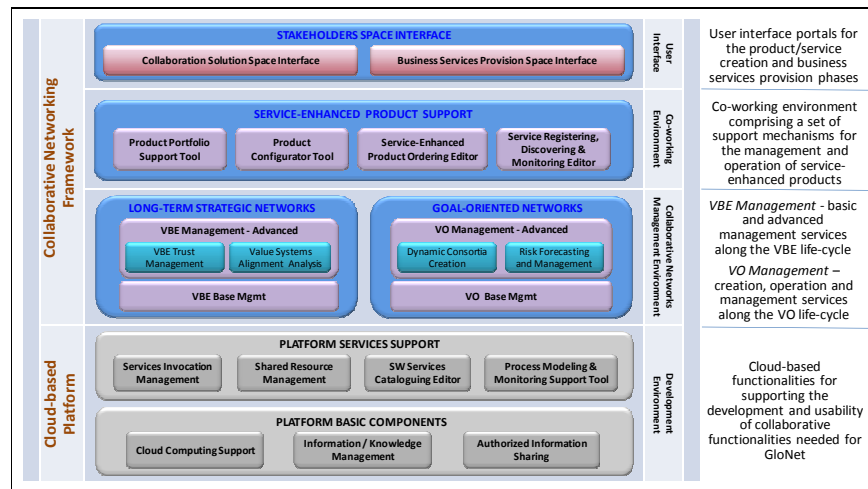 Collaborative Networking
Framework
STAKEHOLDERS SPACE INTERFACE
Collaboration Solution Space Interface
Business Services Provision Space Interface
User
Interface
User interface portals for
the product/service
creation and business
services provision phases
SERVICE-ENHANCED PRODUCT SUPPORT
Product Portfolio
Support Tool
Product
Configurator Tool
Service-Enhanced
Product Ordering Editor
Service Registering,
Discovering &
Monitoring Editor
Co-working
Environment
Co-working environment
comprising a set of
support mechanisms for
the management and
operation of service-
enhanced products
LONG-TERM STRATEGIC NETWORKS
VBE Management - Advanced
VBE Trust
Management
Value Systems
Alignment Analysis
VBE Base Mgmt
GOAL-ORIENTED NETWORKS
VO Management - Advanced
Dynamic Consortia
Creation
Risk Forecasting
and Management
VO Base Mgmt
Collaborative Networks
Management Environment
VBE Management - basic
and advanced
management services
along the VBE life-cycle
VO Management –
creation, operation and
management services
along the VO life-cycle
Cloud-based
Platform
PLATFORM SERVICES SUPPORT
Services Invocation
Management
Shared Resource
Management
SW Services
Cataloguing Editor
Process Modeling &
Monitoring Support Tool
PLATFORM BASIC COMPONENTS
Cloud Computing Support
Information / Knowledge
Management
Authorized Information
Sharing
Development
Environment
Cloud-based
functionalities for
supporting the
development and usability
of collaborative
functionalities needed for
GloNet